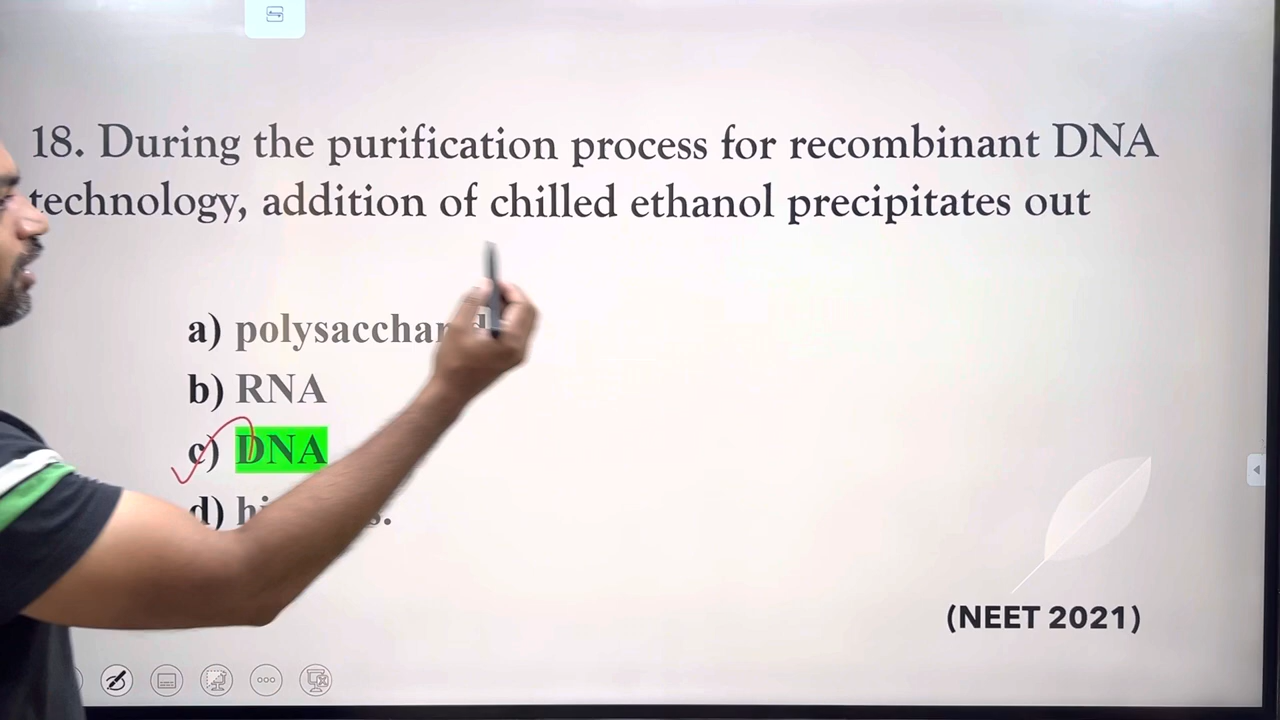 18. During the purification process for recombinant DNA
technology, addition of chilled ethanol precipitates out
a)
b) RNA
c) DNA
d)
(NEET 2021)